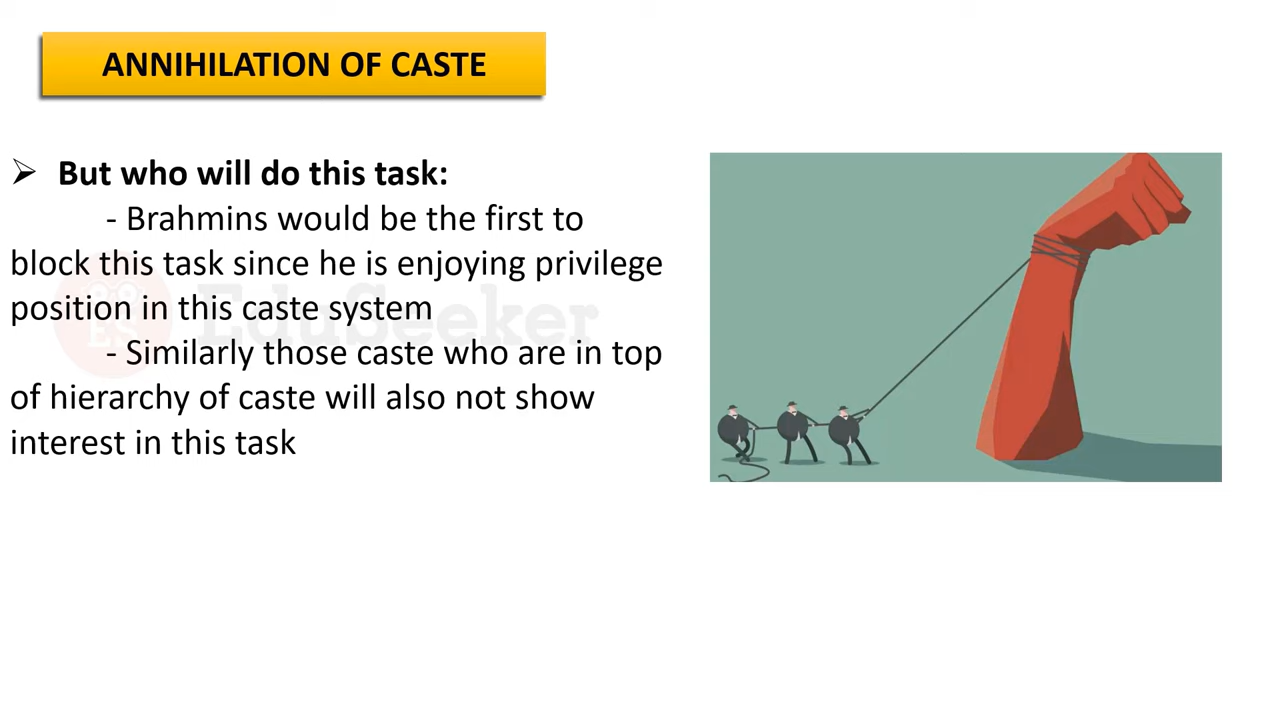 ANNIHILATION OF CASTE
➢ But who will do this task:
- Brahmins would be the first to
block this task since he is enjoying privilege
position in this caste system
- Similarly those caste who are in top
of hierarchy of caste will also not show
interest in this task
ES EduSeeker